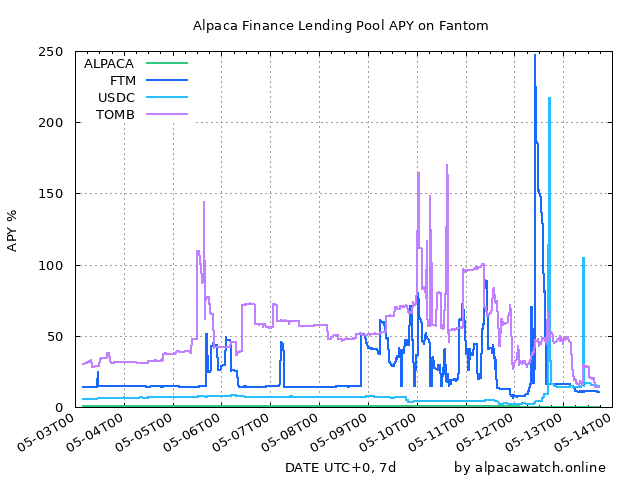 Alpaca Finance Lending Pool APY on Fantom
APY %
250
200
150
100
50
0
ALPACA
FTM
USDC
TOMB
05-03T00
05-04T00
05-05T00
05-06T00
05-07T00
05-08T00
05-09T00
05-10T00
05-11T00
05-12T00
05-13T00
05-14T00
DATE UTC+0, 7d
by alpacawatch.online